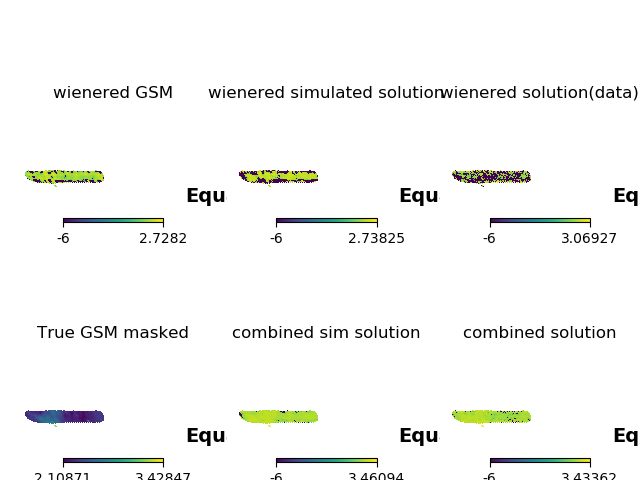 wienered GSM
wienered simulated solution
wienered solution(data)
Equ
Equ
Eq
-6 2.7282
-6 2.73825
-6 3.06927
True GSM masked
combined sim solution
combined solution
Equ
Equ
Eq
2.10871 3.42847
-6 3.46094
-6 3.43362